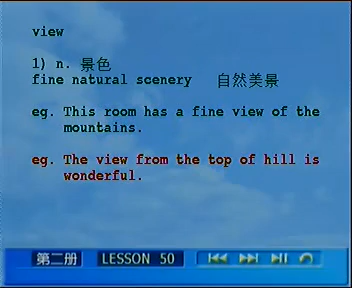 view
1) n. 景色
fine natural scenery 自然美景
eg. This room has a fine view of the
mountains.
eg. The view from the top of hill is
wonderful.
第二册 LESSON 50